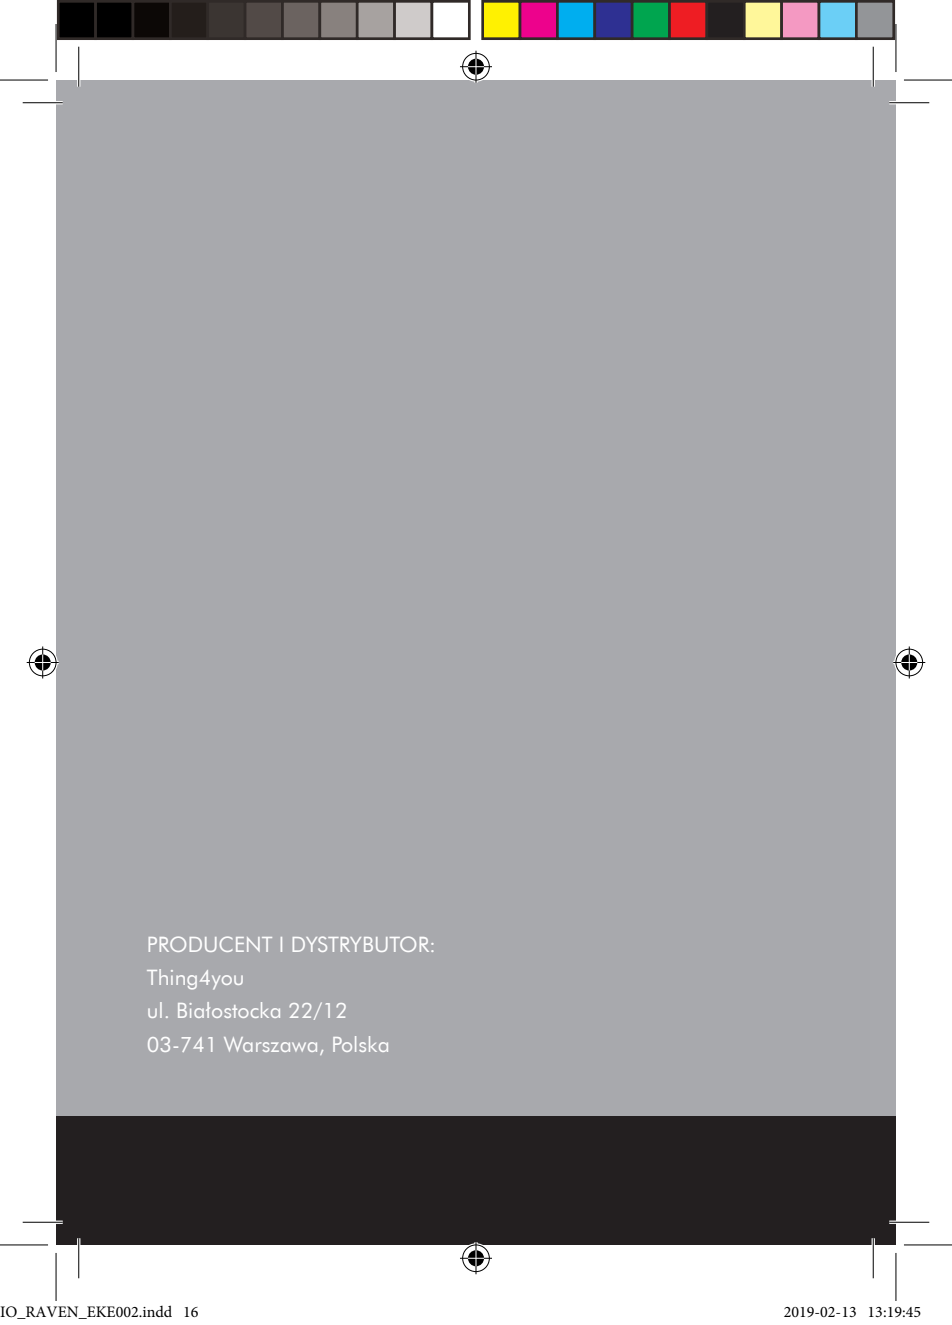 PRODUCENT I DYSTRYBUTOR:
Thing4you
ul. Białostocka 22/12
03-741 Warszawa, Polska
IO_RAVEN_EKE002.indd 16
2019-02-13 13:19:45